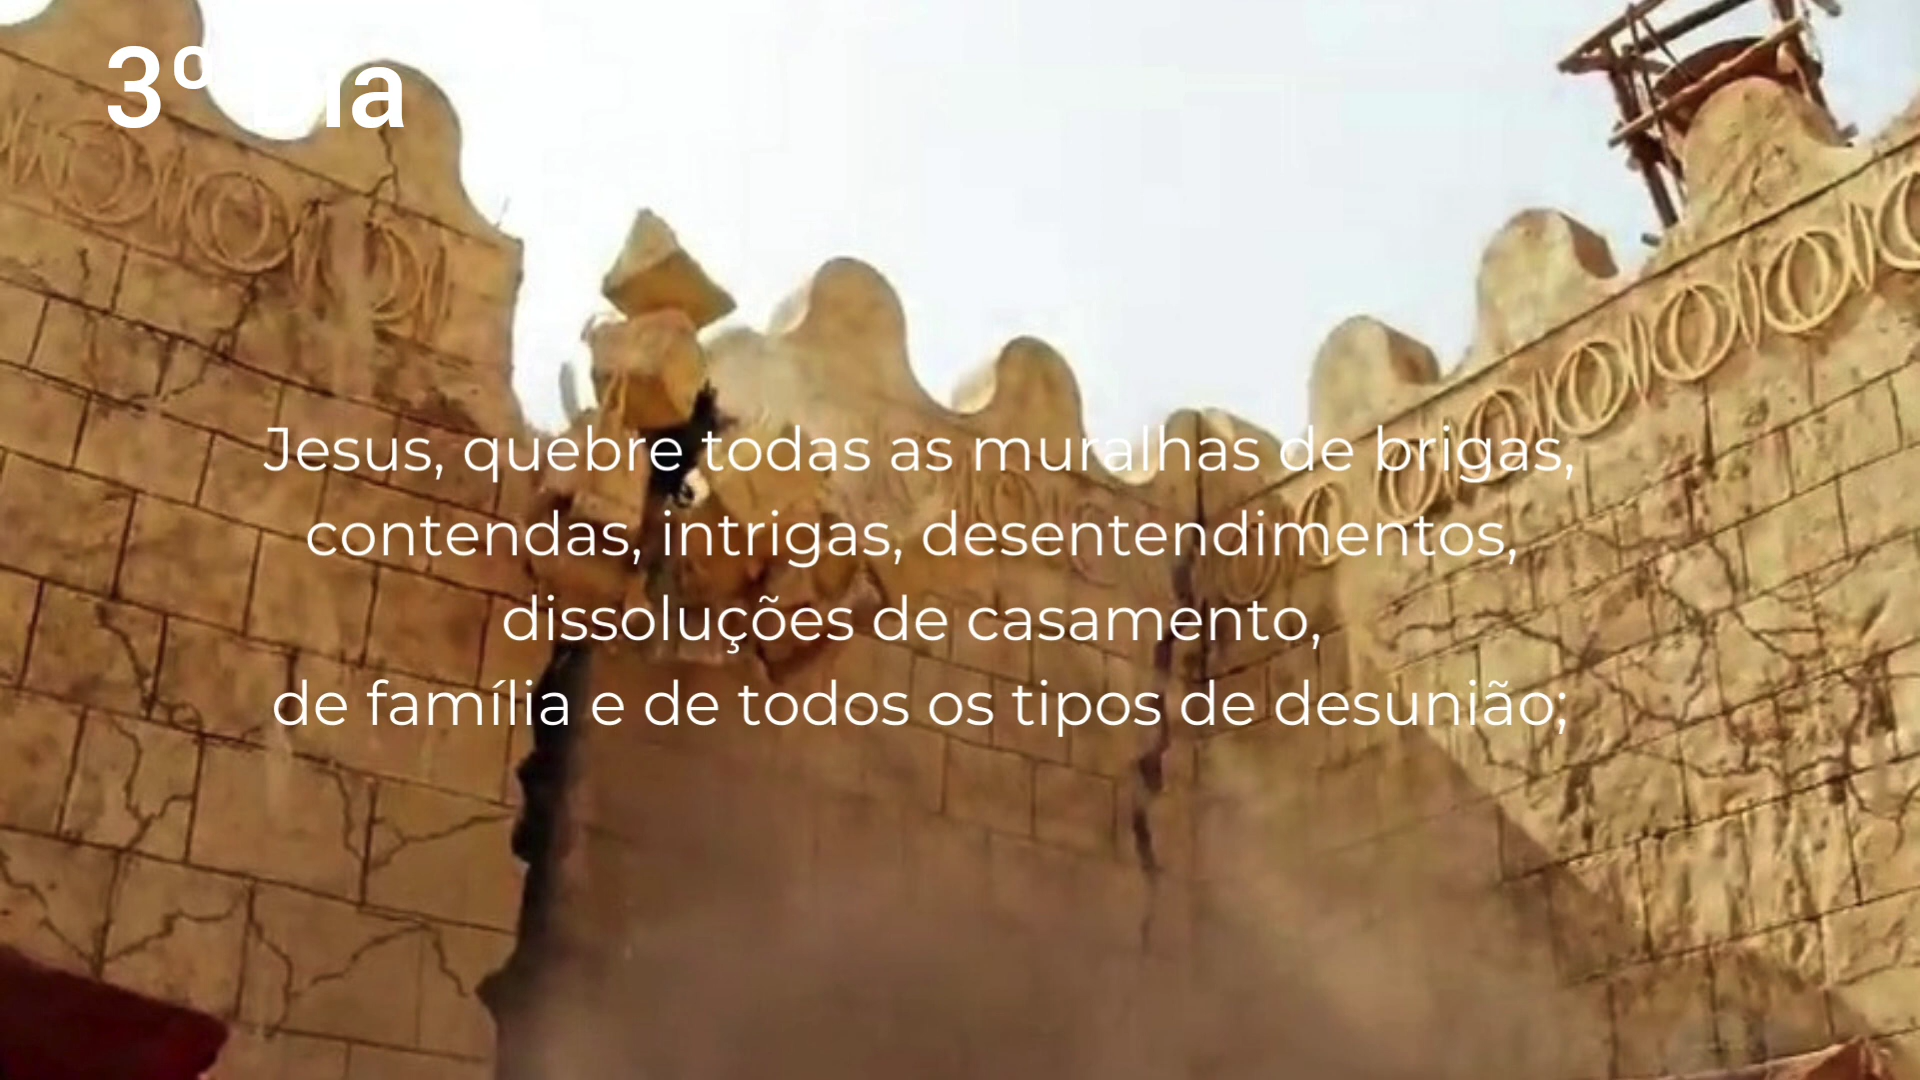 3º Dia
Jesus, quebre todas as muralhas de brigas,
contendas, intrigas, desentendimentos,
dissoluções de casamento,
de família e de todos os tipos de desunião;